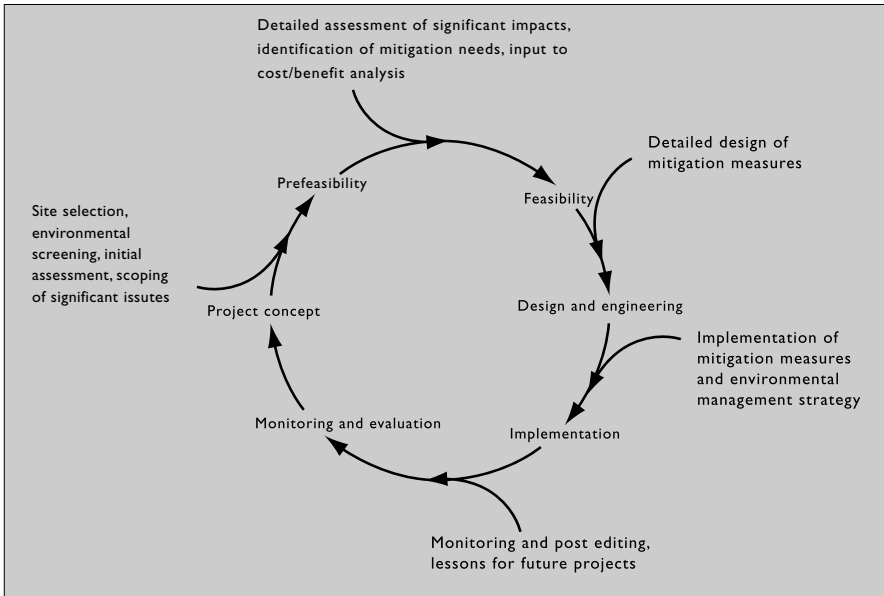 Detailed assessment of significant impacts,
identification of mitigation needs, input to
cost/benefit analysis
Detailed design of
mitigation measures
Prefeasibility
Feasibility
Site selection,
environmental
screening, initial
assessment, scoping
of significant issutes
Project concept
Design and engineering
Implementation of
mitigation measures
and environmental
management strategy
Monitoring and evaluation
Implementation
Monitoring and post editing,
lessons for future projects